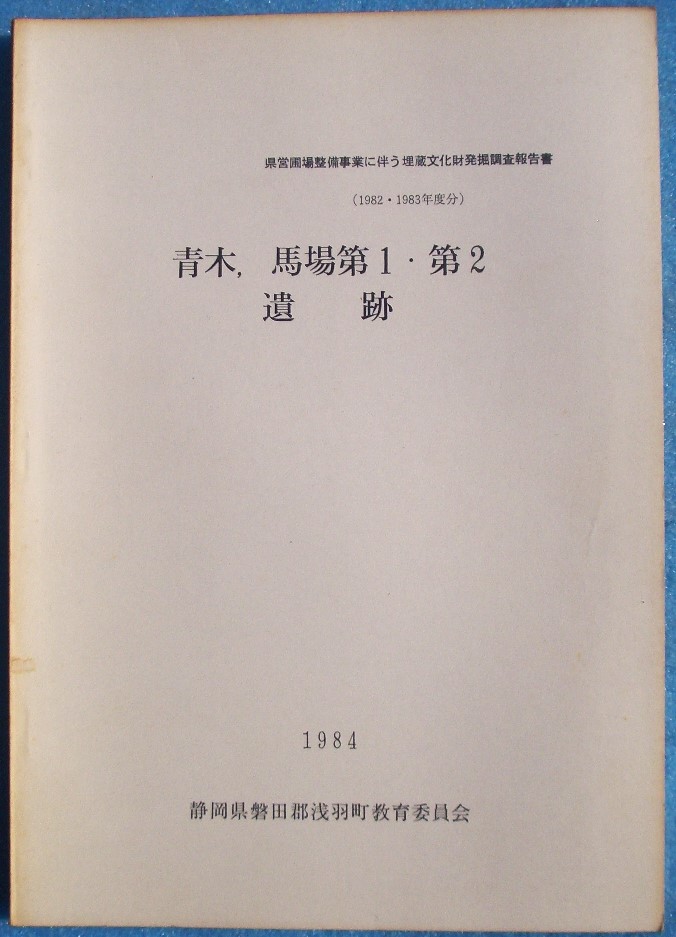 県営圃場整備事業に伴う埋蔵文化財発掘調査報告書
（1982・1983年度分）
青木，馬場第1・第2
遺　跡
1984
静岡県磐田郡浅羽町教育委員会